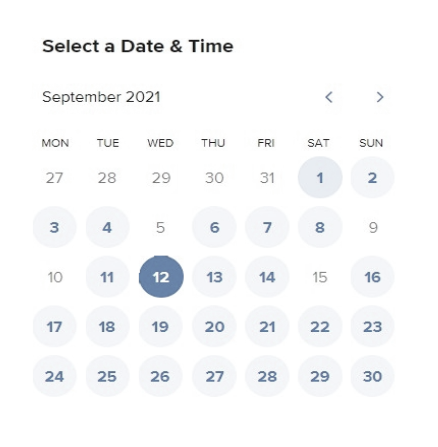 Select a Date & Time
September 2021
MON TUE WED THU FRI SAT SUN
27 28 29 30 31 1 2
3 4 5 6 7 8 9
10 11 12 13 14 15 16
17 18 19 20 21 22 23
24 25 26 27 28 29 30